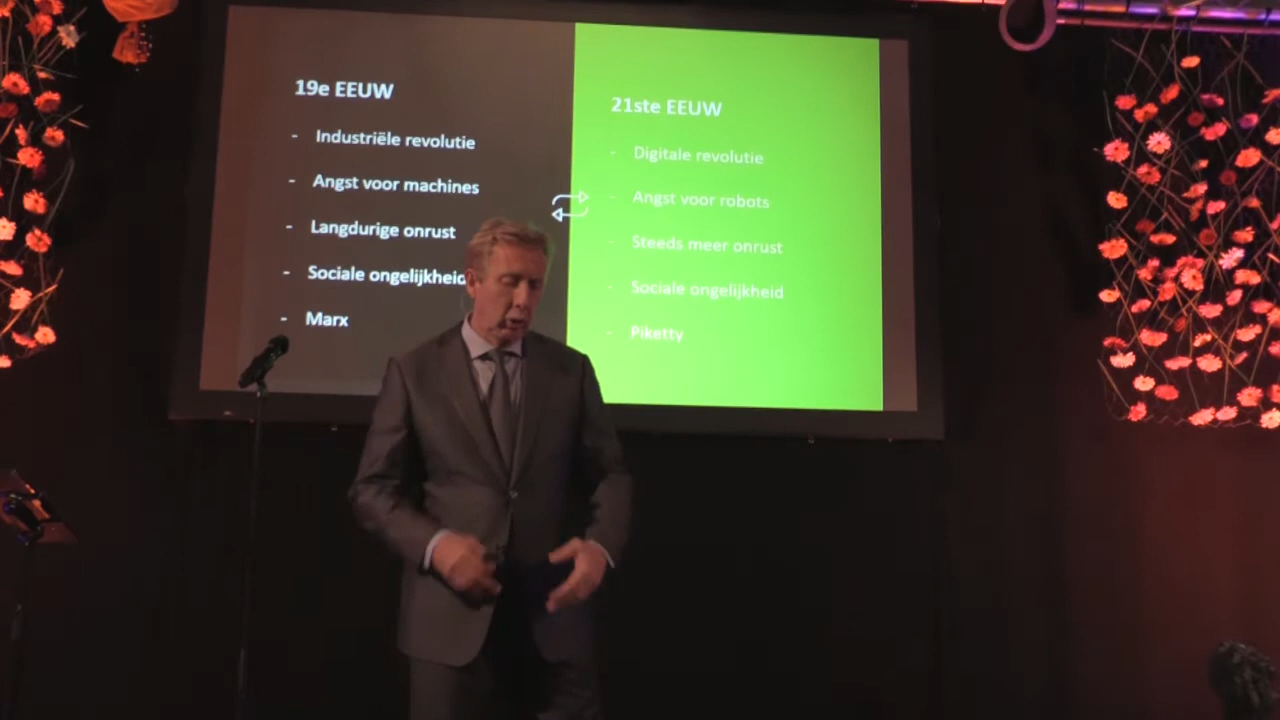 19e EEUW
- Industriële revolutie
- Angst voor machines
- Langdurige onrust
- Sociale ongelijkheid
- Marx
21ste EEUW
- Digitale revolutie
- Angst voor robots
- Steeds meer onrust
- Sociale ongelijkheid
- Piketty